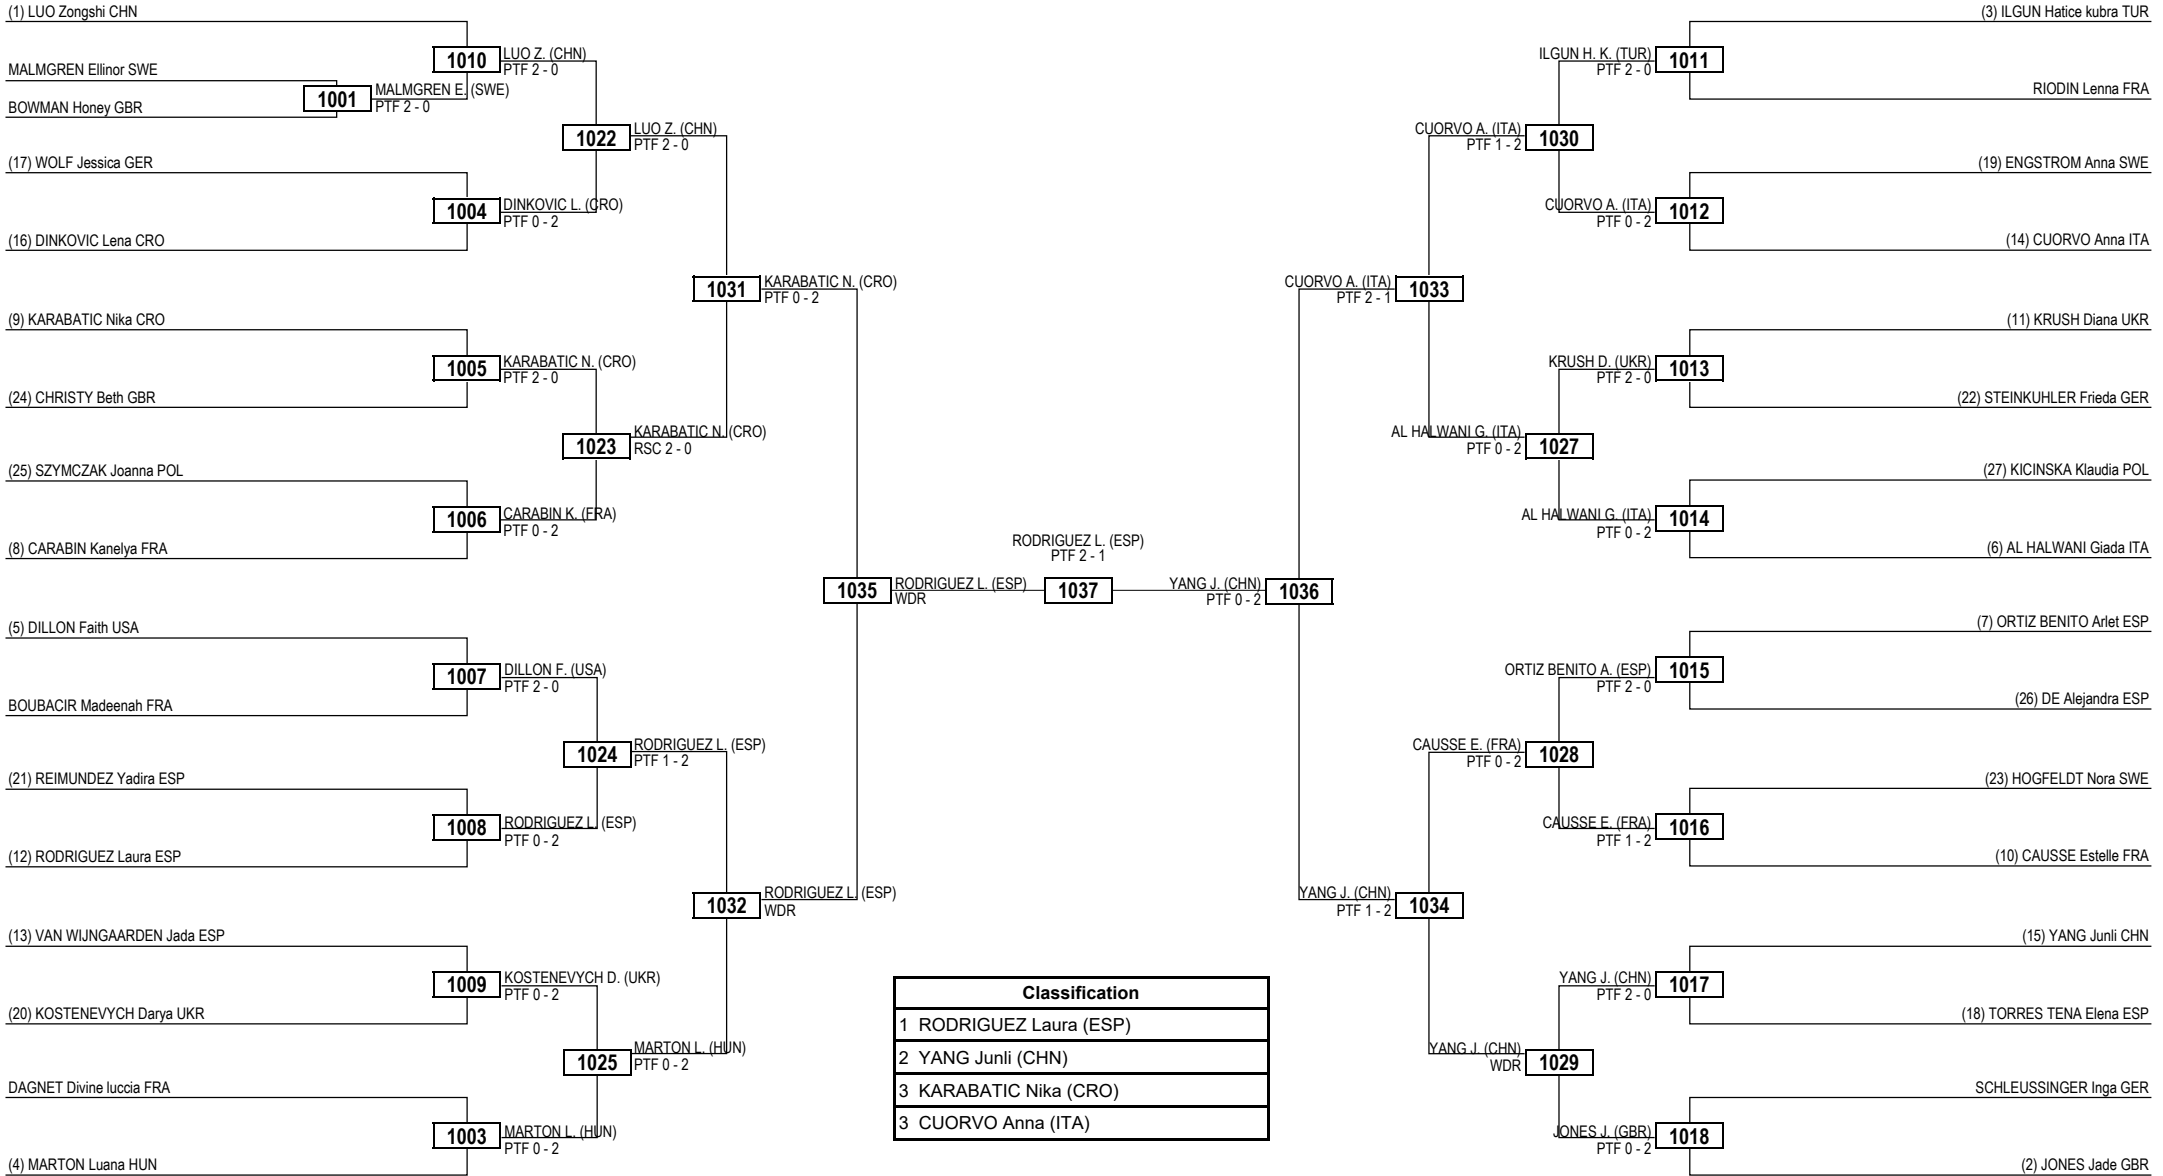 (1) LUO Zongshi CHN
1010
LUO Z. (CHN)
PTF 2 - 0
MALMGREN Ellinor SWE
1001
MALMGREN E. (SWE)
PTF 2 - 0
BOWMAN Honey GBR
1022
LUO Z. (CHN)
PTF 2 - 0
(17) WOLF Jessica GER
1004
DINKOVIC L. (CRO)
PTF 0 - 2
(16) DINKOVIC Lena CRO
1031
KARABATIC N. (CRO)
PTF 0 - 2
(9) KARABATIC Nika CRO
1005
KARABATIC N. (CRO)
PTF 2 - 0
(24) CHRISTY Beth GBR
1023
KARABATIC N. (CRO)
RSC 2 - 0
(25) SZYMCZAK Joanna POL
1006
CARABIN K. (FRA)
PTF 0 - 2
(8) CARABIN Kanelya FRA
1035
RODRIGUEZ L. (ESP)
WDR
(5) DILLON Faith USA
1007
DILLON F. (USA)
PTF 2 - 0
BOUBACIR Madeenah FRA
1024
RODRIGUEZ L. (ESP)
PTF 1 - 2
(21) REIMUNDEZ Yadira ESP
1008
RODRIGUEZ L. (ESP)
PTF 0 - 2
(12) RODRIGUEZ Laura ESP
1032
RODRIGUEZ L. (ESP)
WDR
(13) VAN WIJNGAARDEN Jada ESP
1009
KOSTENEVYCH D. (UKR)
PTF 0 - 2
(20) KOSTENEVYCH Darya UKR
1025
MARTON L. (HUN)
PTF 0 - 2
DAGNET Divine luccia FRA
1003
MARTON L. (HUN)
PTF 0 - 2
(4) MARTON Luana HUN
RODRIGUEZ L. (ESP)
PTF 2 - 1
1037
(3) ILGUN Hatice kubra TUR
ILGUN H. K. (TUR)
PTF 2 - 0
1011
RIODIN Lenna FRA
CUORVO A. (ITA)
PTF 1 - 2
1030
(19) ENGSTROM Anna SWE
CUORVO A. (ITA)
PTF 0 - 2
1012
(14) CUORVO Anna ITA
CUORVO A. (ITA)
PTF 2 - 1
1033
(11) KRUSH Diana UKR
KRUSH D. (UKR)
PTF 2 - 0
1013
(22) STEINKUHLER Frieda GER
AL HALWANI G. (ITA)
PTF 0 - 2
1027
(27) KICINSKA Klaudia POL
AL HALWANI G. (ITA)
PTF 0 - 2
1014
(6) AL HALWANI Giada ITA
YANG J. (CHN)
PTF 0 - 2
1036
(7) ORTIZ BENITO Arlet ESP
ORTIZ BENITO A. (ESP)
PTF 2 - 0
1015
(26) DE Alejandra ESP
CAUSSE E. (FRA)
PTF 0 - 2
1028
(23) HOGFELDT Nora SWE
CAUSSE E. (FRA)
PTF 1 - 2
1016
(10) CAUSSE Estelle FRA
YANG J. (CHN)
PTF 1 - 2
1034
(15) YANG Junli CHN
YANG J. (CHN)
PTF 2 - 0
1017
(18) TORRES TENA Elena ESP
YANG J. (CHN)
WDR
1029
SCHLEUSSINGER Inga GER
JONES J. (GBR)
PTF 0 - 2
1018
(2) JONES Jade GBR
Classification
1 RODRIGUEZ Laura (ESP)
2 YANG Junli (CHN)
3 KARABATIC Nika (CRO)
3 CUORVO Anna (ITA)